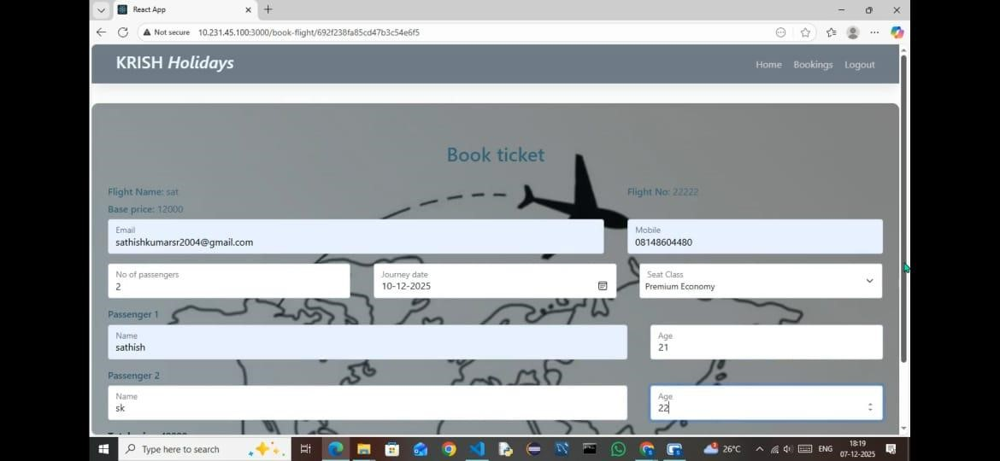 React App
Not secure 10.231.45.100:3000/book-flight/692f238fa85cd47b3c54e6f5
KRISH Holidays
Home Bookings Logout
Book ticket
Flight Name: sat
Flight No: 22222
Base price: 12000
Email
sathishkumarsr2004@gmail.com
Mobile
08148604480
No of passengers
2
Journey date
10-12-2025
Seat Class
Premium Economy
Passenger 1
Name
sathish
Age
21
Passenger 2
Name
sk
Age
22
Type here to search
26°C
ENG
18:19
07-12-2025